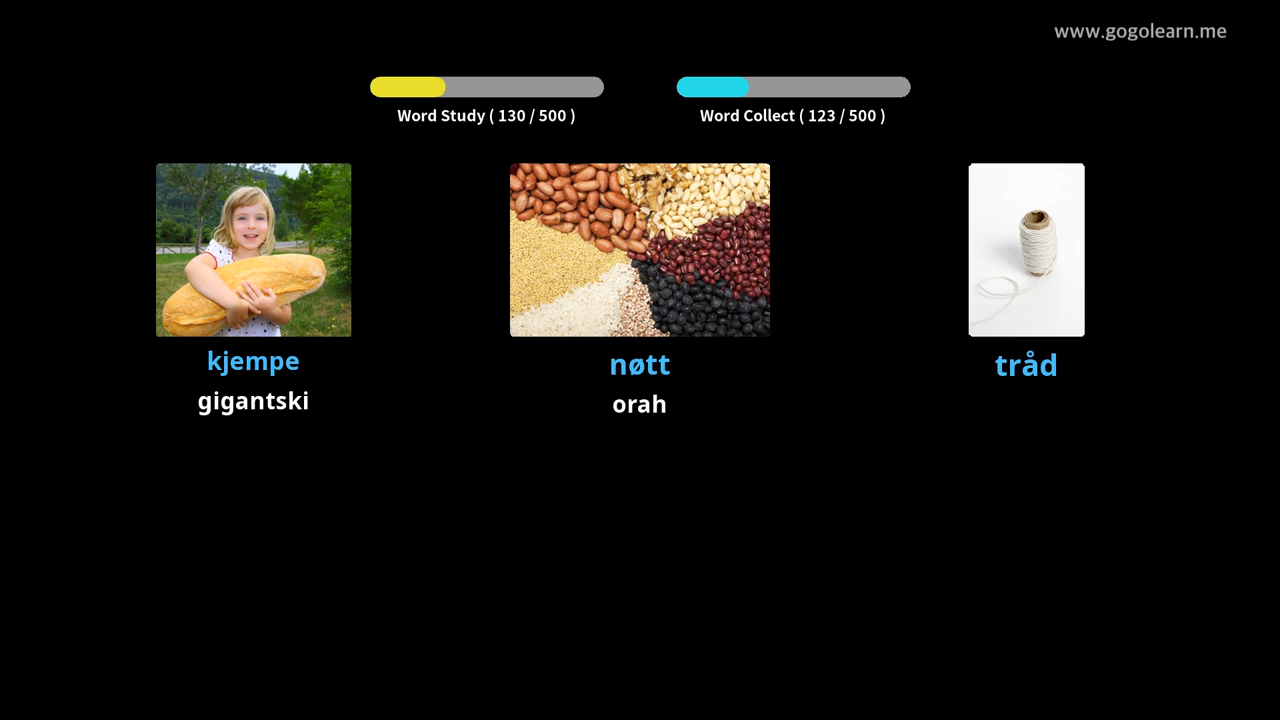 www.gogolearn.me
Word Study ( 130 / 500 )
Word Collect ( 123 / 500 )
kjempe
gigantski
nøtt
orah
tråd